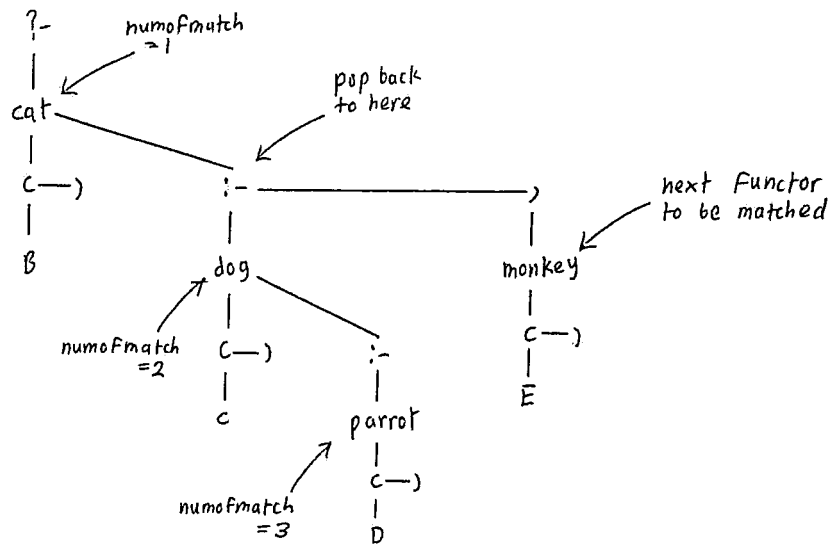 ?-
numofmatch
=1
cat
pop back
to here
C—)
:-
,
next functor
to be matched
B
dog
monkey
numofmatch
=2
C—)
:-
C—)
C
E
parrot
numofmatch
=3
C—)
D